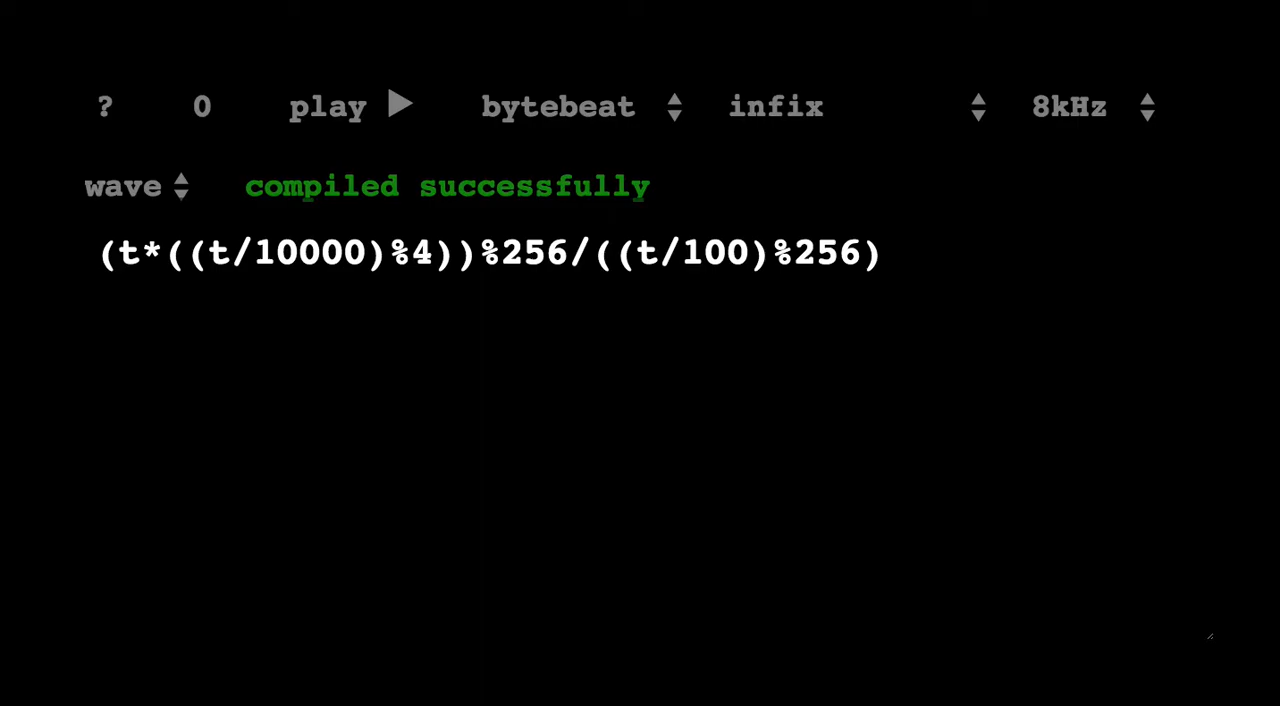 ? 0 play bytebeat infix 8kHz
wave compiled successfully
(t*((t/10000)%4))%256/((t/100)%256)